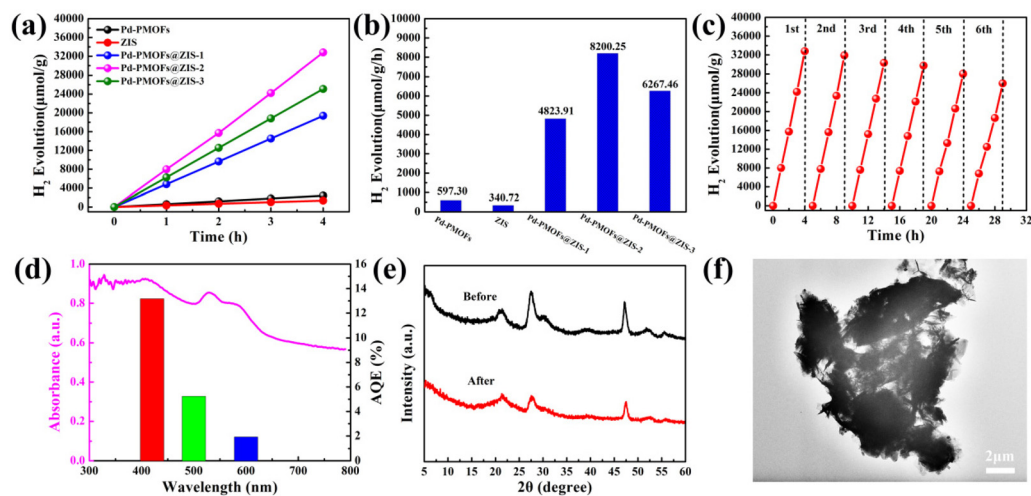 (a)
40000
36000
32000
28000
24000
20000
16000
12000
8000
4000
0
H2 Evolution(μmol/g)
Pd-PMOFs
ZIS
Pd-PMOFs@ZIS-1
Pd-PMOFs@ZIS-2
Pd-PMOFs@ZIS-3
0 1 2 3 4
Time (h)
(b)
10000
9000
8000
7000
6000
5000
4000
3000
2000
1000
0
H2 Evolution(μmol/g/h)
597.30
340.72
4823.91
8200.25
6267.46
Pd-PMOFs
ZIS
Pd-PMOFs@ZIS-1
Pd-PMOFs@ZIS-2
Pd-PMOFs@ZIS-3
(c)
40000
36000
32000
28000
24000
20000
16000
12000
8000
4000
0
H2 Evolution(μmol/g)
1st 2nd 3rd 4th 5th 6th
0 4 8 12 16 20 24 28 32
Time (h)
(d)
1.0
0.8
0.6
0.4
0.2
0.0
Absorbance (a.u.)
16
14
12
10
8
6
4
2
0
AQE (%)
300 400 500 600 700 800
Wavelength (nm)
(e)
Intensity (a.u.)
Before
After
5 10 15 20 25 30 35 40 45 50 55 60
2θ (degree)
(f)
2μm